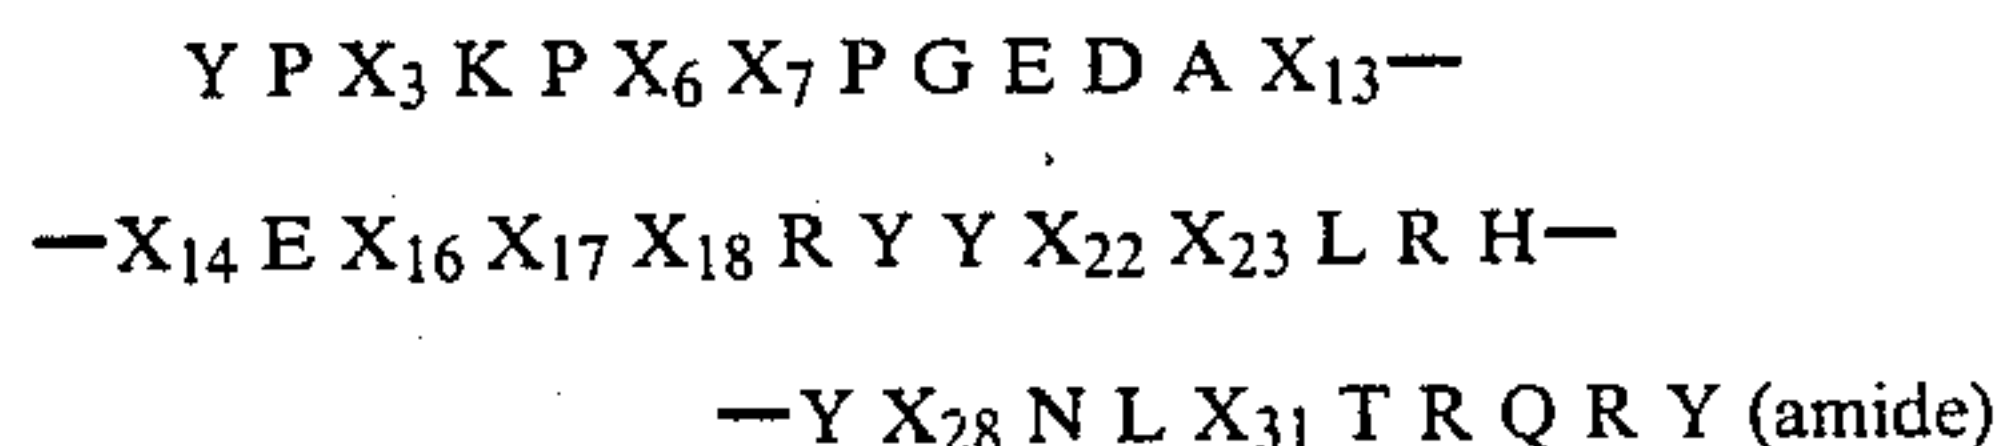 Y P X₃ K P X₆ X₇ P G E D A X₁₃—
—X₁₄ E X₁₆ X₁₇ X₁₈ R Y Y X₂₂ X₂₃ L R H—
—Y X₂₈ N L X₃₁ T R Q R Y (amide)